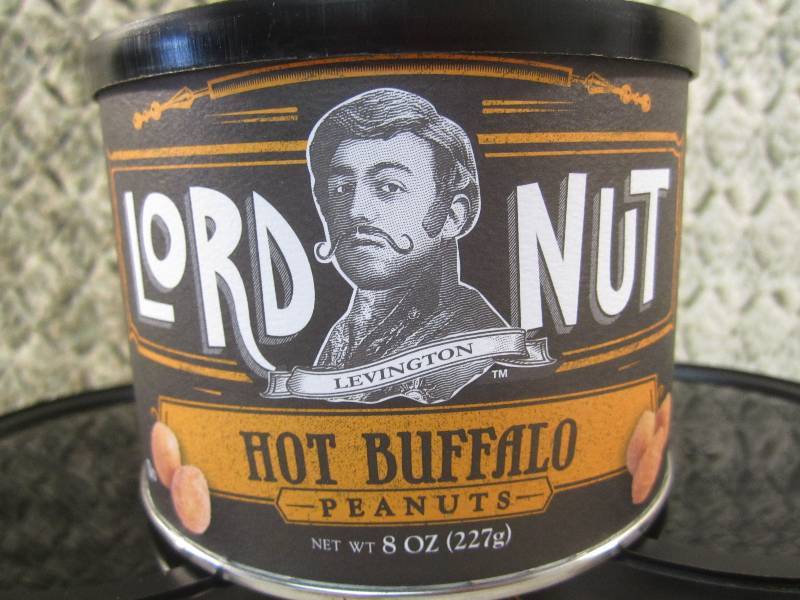 LORD NUT
LEVINGTON TM
HOT BUFFALO
PEANUTS
NET WT 8 OZ (227g)